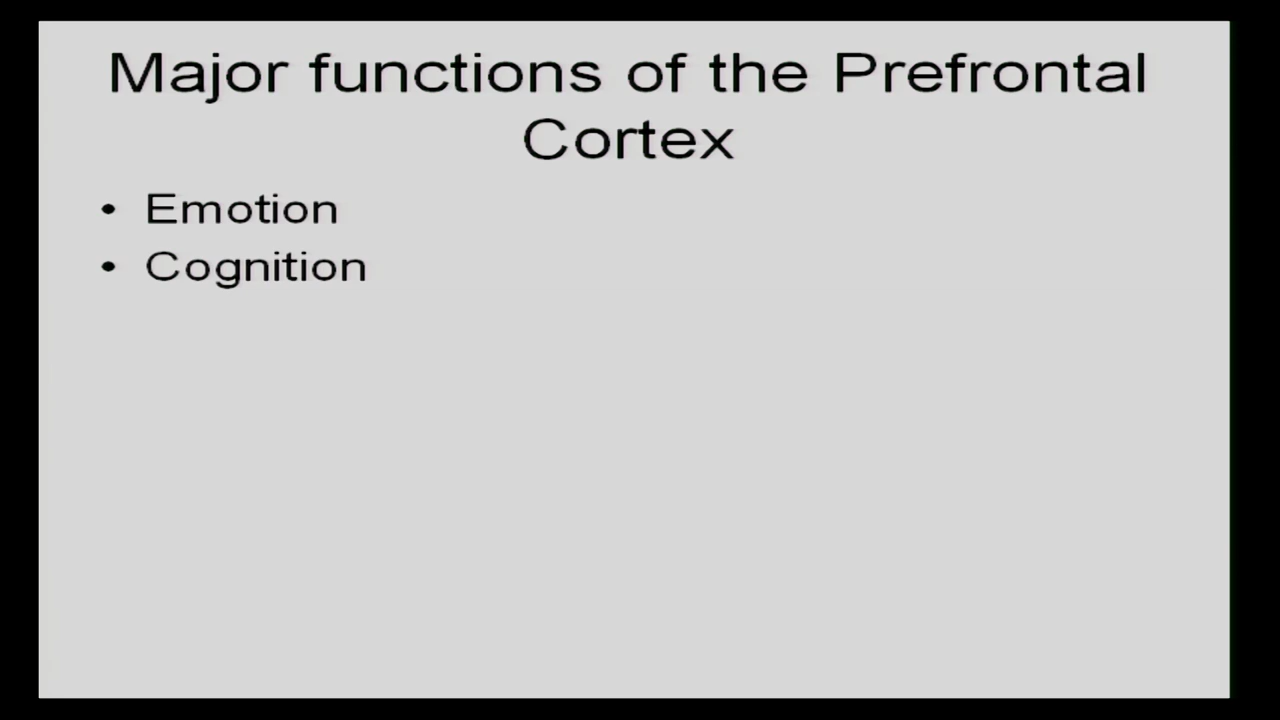 Major functions of the Prefrontal
Cortex
• Emotion
• Cognition